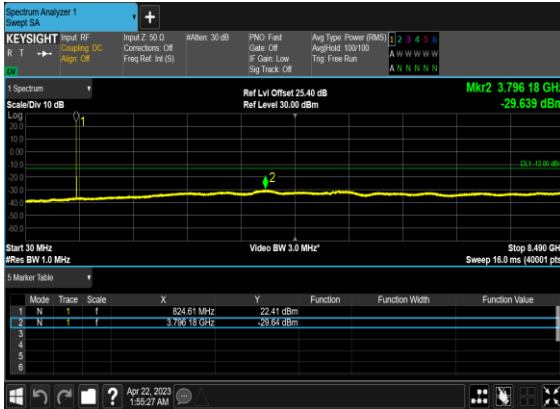 Spectrum Analyzer 1
Swept SA
+
KEYSIGHT Input: RF Input Z: 50 Ω #Atten: 30 dB PNO: Fast Avg Type: Power (RMS) 1 2 3 4 5 6
R T Coupling: DC Corrections: Off Gate: Off Avg|Hold: 100/100 A W W W W W
Align: Off Freq Ref: Int (S) IF Gain: Low Trig: Free Run
Sig Track: Off A N N N N N
1 Spectrum Ref Lvl Offset 25.40 dB Mkr2 3.796 18 GHz
Scale/Div 10 dB Ref Level 30.00 dBm -29.639 dBm
Log
20.0
1
10.0
0.00
-10.0
DL1 -13.00 dBm
-20.0
2
-30.0
-40.0
-50.0
-60.0
Start 30 MHz Video BW 3.0 MHz* Stop 8.490 GHz
#Res BW 1.0 MHz Sweep 16.0 ms (40001 pts)
5 Marker Table
Mode Trace Scale X Y Function Function Width Function Value
1 N 1 f 824.61 MHz 22.41 dBm
2 N 1 f 3.796 18 GHz -29.64 dBm
3
4
5
6
? Apr 22, 2023
1:55:27 AM